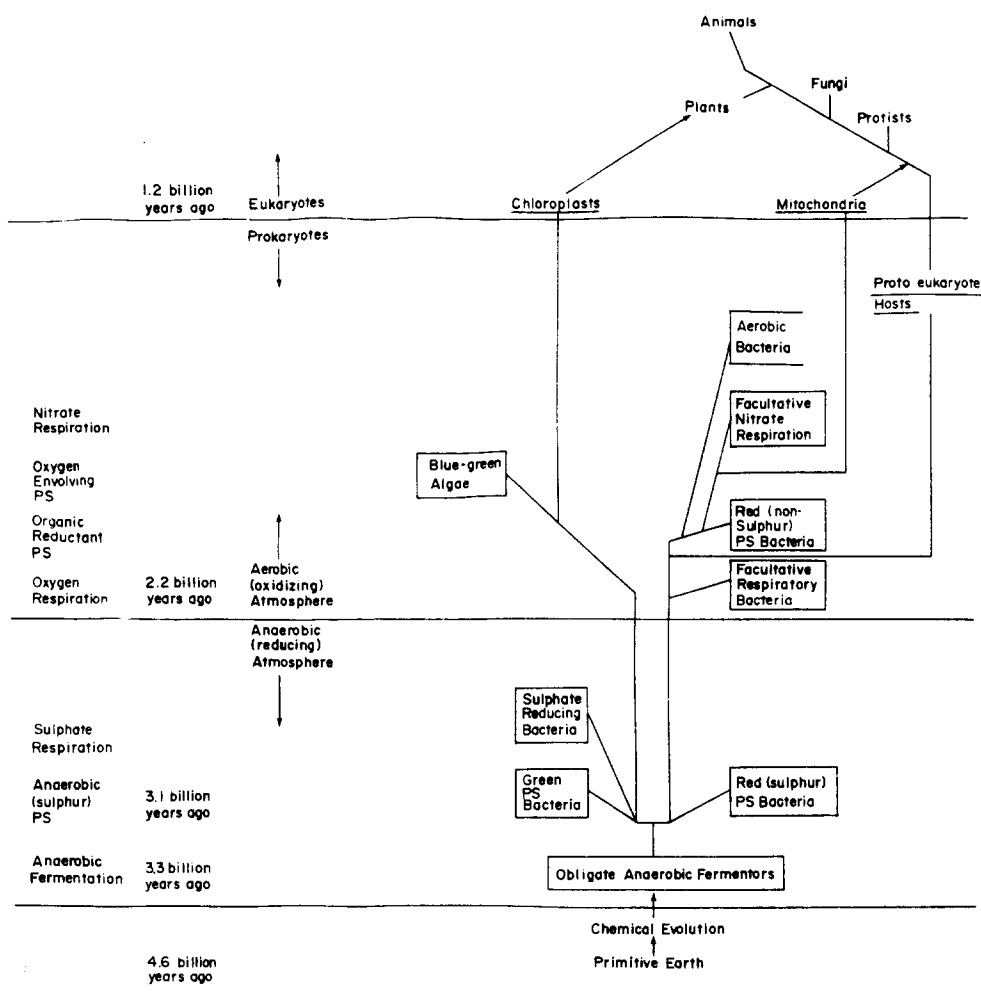 Animals
Fungi
Plants
Protists
1.2 billion
years ago
Eukaryotes
Chloroplasts
Mitochondria
Prokaryotes
Proto eukaryote
Hosts
Aerobic
Bacteria
Nitrate
Respiration
Facultative
Nitrate
Respiration
Oxygen
Envolving
PS
Blue-green
Algae
Organic
Reductant
PS
Red (non-
Sulphur)
PS Bacteria
Oxygen
Respiration
2.2 billion
years ago
Aerobic
(oxidizing)
Atmosphere
Facultative
Respiratory
Bacteria
Anaerobic
(reducing)
Atmosphere
Sulphate
Respiration
Sulphate
Reducing
Bacteria
Anaerobic
(sulphur)
PS
3.1 billion
years ago
Green
PS
Bacteria
Red (sulphur)
PS Bacteria
Anaerobic
Fermentation
3.3 billion
years ago
Obligate Anaerobic Fermentors
Chemical Evolution
Primitive Earth
4.6 billion
years ago